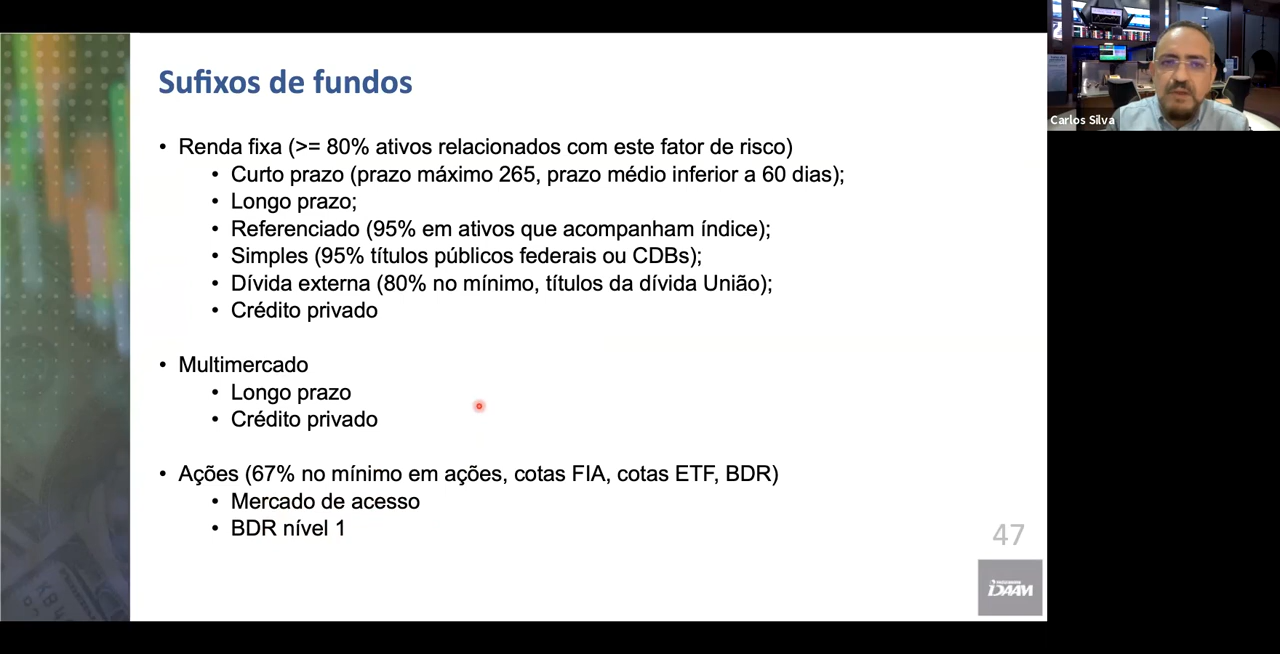 Sufixos de fundos
• Renda fixa (>= 80% ativos relacionados com este fator de risco)
• Curto prazo (prazo máximo 265, prazo médio inferior a 60 dias);
• Longo prazo;
• Referenciado (95% em ativos que acompanham índice);
• Simples (95% títulos públicos federais ou CDBs);
• Dívida externa (80% no mínimo, títulos da dívida União);
• Crédito privado
• Multimercado
• Longo prazo
• Crédito privado
• Ações (67% no mínimo em ações, cotas FIA, cotas ETF, BDR)
• Mercado de acesso
• BDR nível 1
47
Carlos Silva